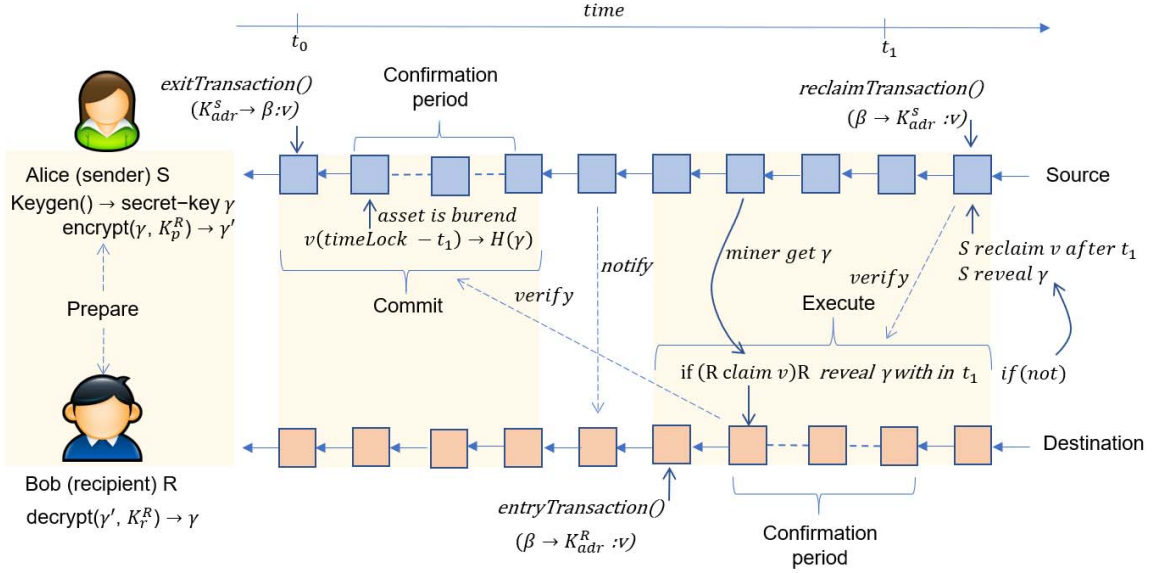 time
t₀
t₁
exitTransaction()
(K^s_adr → β:v)
Confirmation
period
reclaimTransaction()
(β → K^s_adr :v)
Source
Alice (sender) S
Keygen() → secret−key γ
encrypt(γ, K^R_p) → γ′
asset is burend
v(timeLock − t₁) → H(γ)
Commit
notify
verify
miner get γ
verify
S reclaim v after t₁
S reveal γ
Prepare
Execute
if (R claim v)R reveal γ with in t₁
if(not)
Destination
Bob (recipient) R
decrypt(γ′, K^R_r) → γ
entryTransaction()
(β → K^R_adr :v)
Confirmation
period